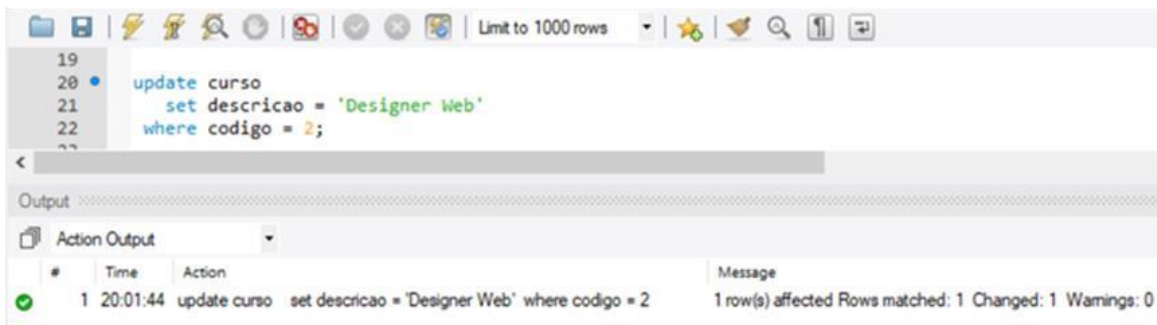 Limit to 1000 rows
19
20 update curso
21 set descricao = 'Designer Web'
22 where codigo = 2;
Output
Action Output
# Time Action Message
1 20:01:44 update curso set descricao = 'Designer Web' where codigo = 2 1 row(s) affected Rows matched: 1 Changed: 1 Warnings: 0